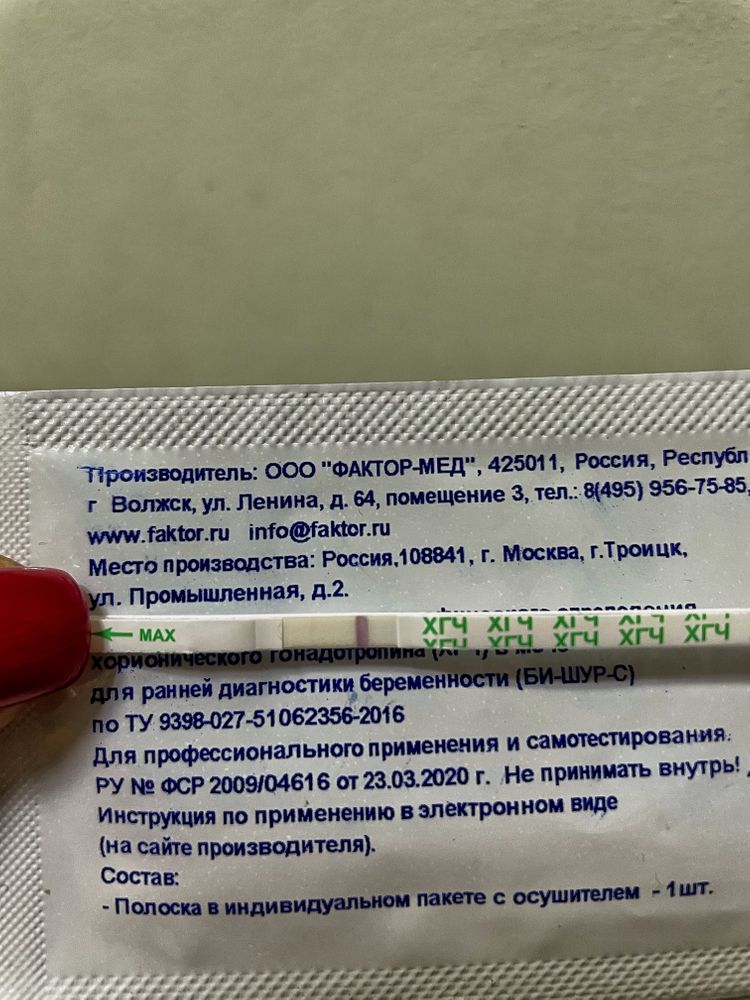 Производитель: ООО "ФАКТОР-МЕД", 425011, Россия, Республ
г Волжск, ул. Ленина, д. 64, помещение 3, тел.: 8(495) 956-75-85,
www.faktor.ru info@faktor.ru
Место производства: Россия,108841, г. Москва, г.Троицк,
ул. Промышленная, д.2.
определения
MAX ХГЧ ХГЧ ХГЧ ХГЧ ХГЧ
ХГЧ ХГЧ ХГЧ ХГЧ
хорионического гонадотропина (ХГЧ) в моче
для ранней диагностики беременности (БИ-ШУР-С)
по ТУ 9398-027-51062356-2016
Для профессионального применения и самотестирования.
РУ № ФСР 2009/04616 от 23.03.2020 г. Не принимать внутрь!
Инструкция по применению в электронном виде
(на сайте производителя).
Состав:
- Полоска в индивидуальном пакете с осушителем - 1шт.